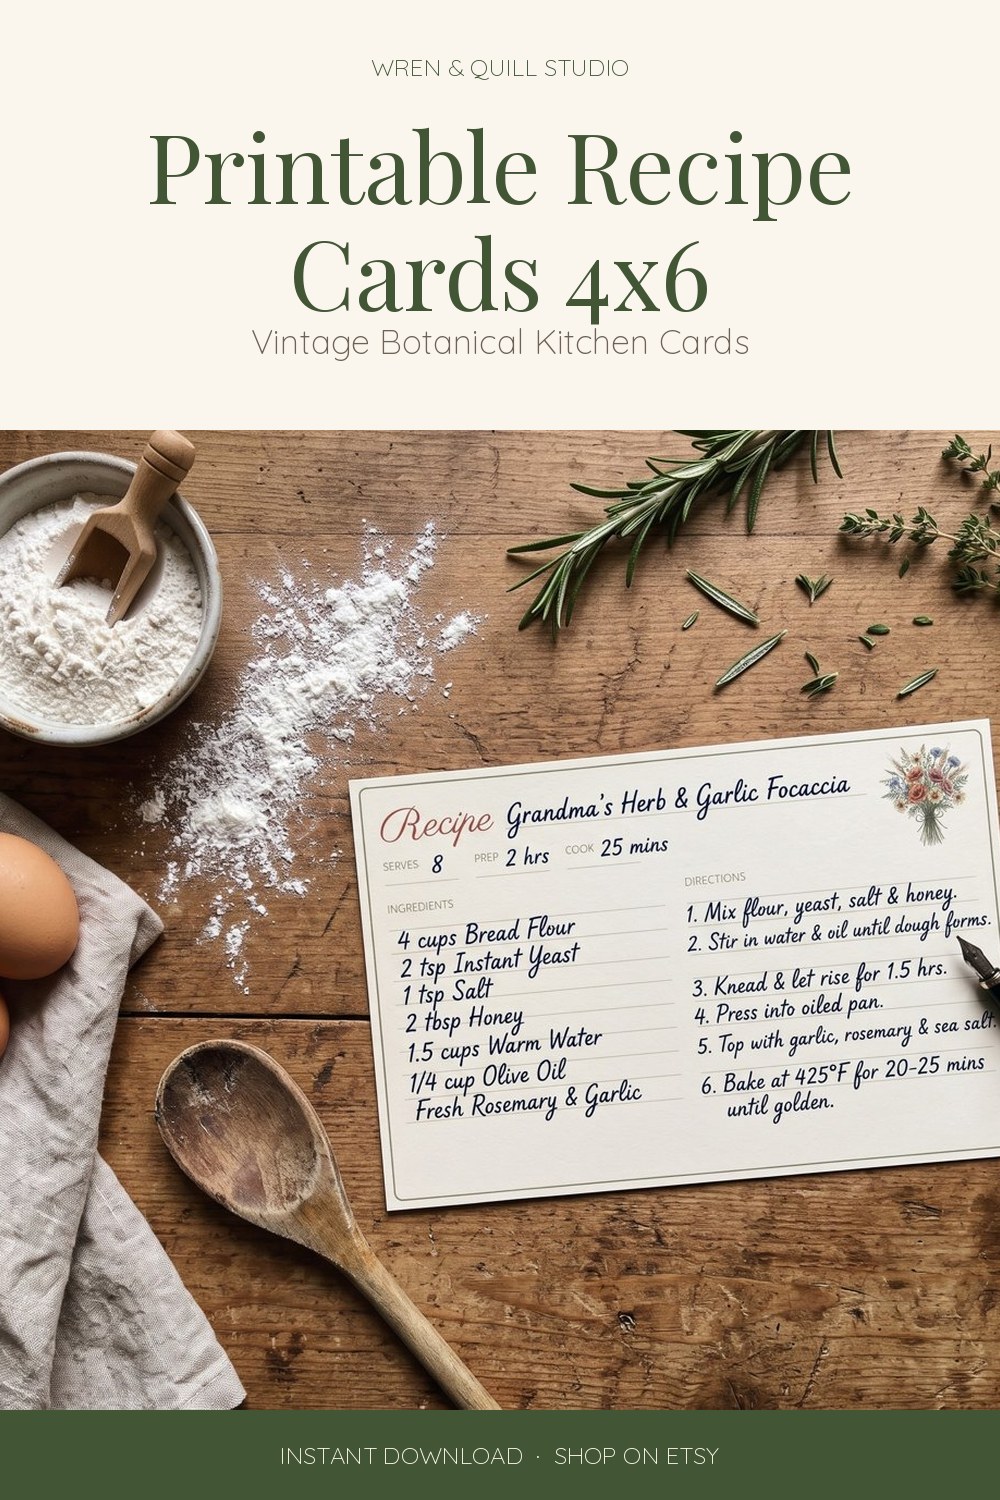 WREN & QUILL STUDIO
Printable Recipe
Cards 4x6
Vintage Botanical Kitchen Cards
Recipe Grandma's Herb & Garlic Focaccia
SERVES 8 PREP 2 hrs COOK 25 mins
INGREDIENTS
4 cups Bread Flour
2 tsp Instant Yeast
1 tsp Salt
2 tbsp Honey
1.5 cups Warm Water
1/4 cup Olive Oil
Fresh Rosemary & Garlic
DIRECTIONS
1. Mix flour, yeast, salt & honey.
2. Stir in water & oil until dough forms.
3. Knead & let rise for 1.5 hrs.
4. Press into oiled pan.
5. Top with garlic, rosemary & sea salt.
6. Bake at 425°F for 20-25 mins
until golden.
INSTANT DOWNLOAD · SHOP ON ETSY